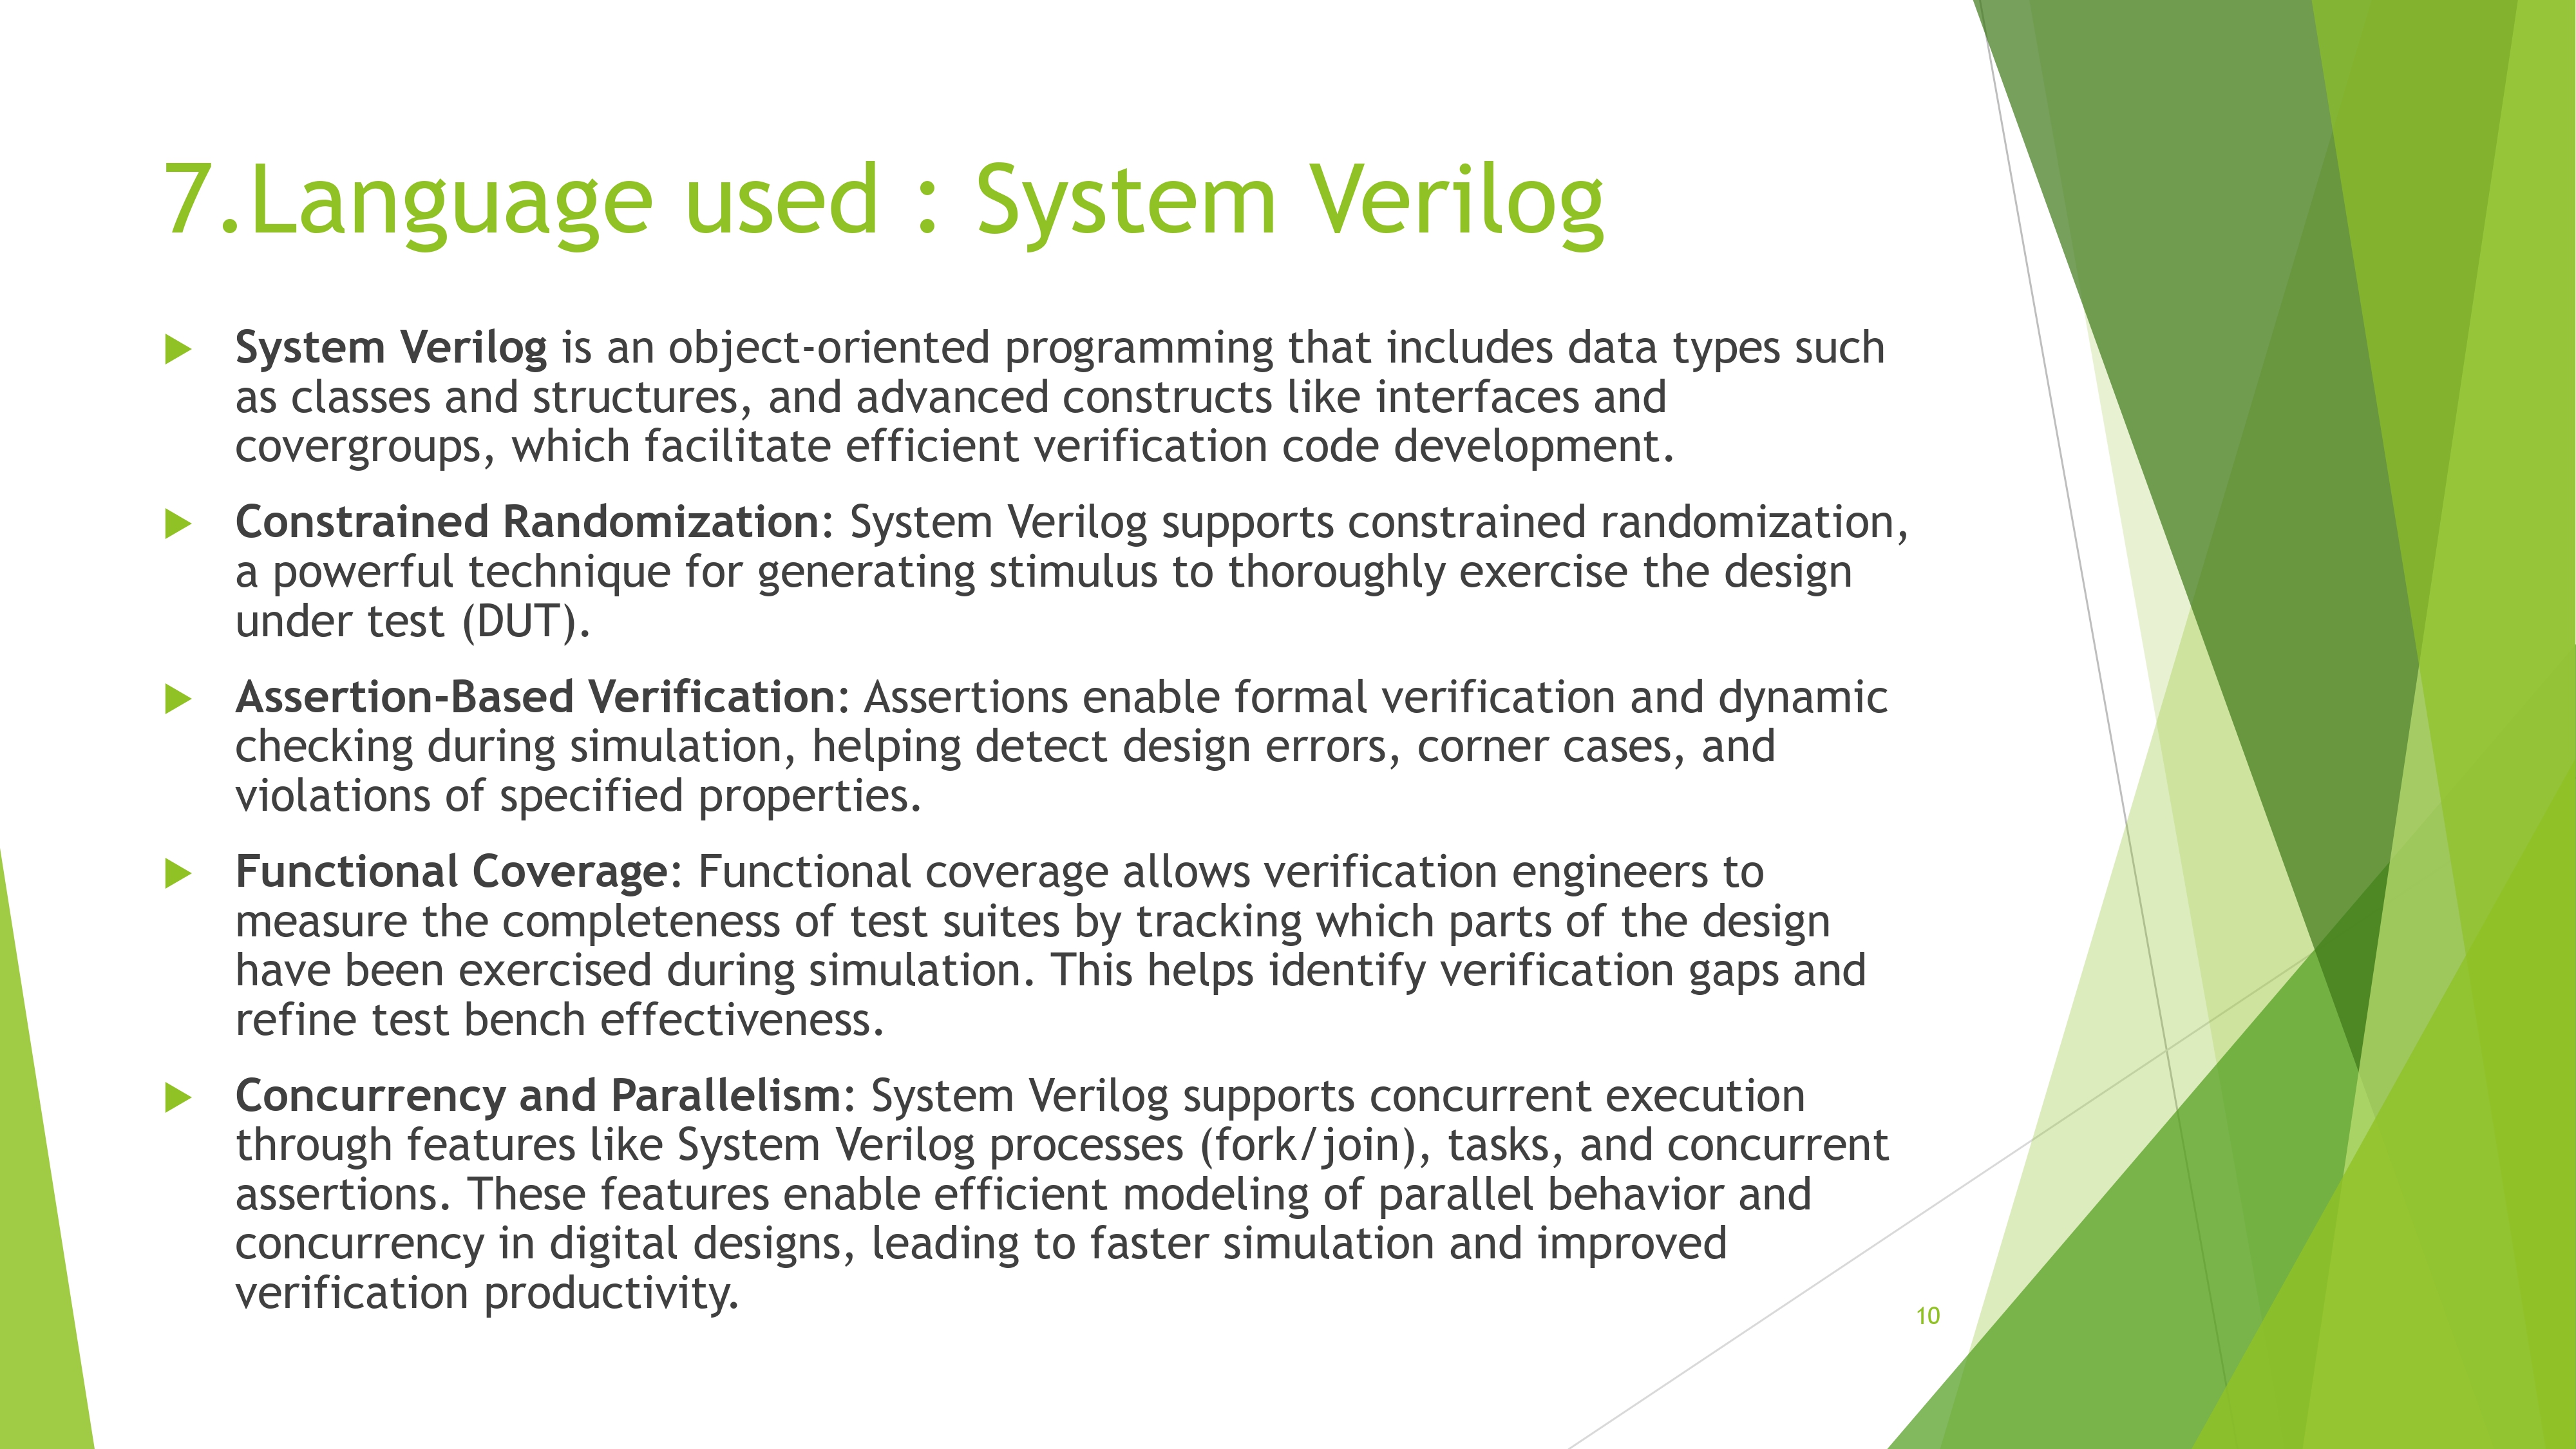 7.Language used : System Verilog
System Verilog is an object-oriented programming that includes data types such
as classes and structures, and advanced constructs like interfaces and
covergroups, which facilitate efficient verification code development.
Constrained Randomization: System Verilog supports constrained randomization,
a powerful technique for generating stimulus to thoroughly exercise the design
under test (DUT).
Assertion-Based Verification: Assertions enable formal verification and dynamic
checking during simulation, helping detect design errors, corner cases, and
violations of specified properties.
Functional Coverage: Functional coverage allows verification engineers to
measure the completeness of test suites by tracking which parts of the design
have been exercised during simulation. This helps identify verification gaps and
refine test bench effectiveness.
Concurrency and Parallelism: System Verilog supports concurrent execution
through features like System Verilog processes (fork/join), tasks, and concurrent
assertions. These features enable efficient modeling of parallel behavior and
concurrency in digital designs, leading to faster simulation and improved
verification productivity.
10